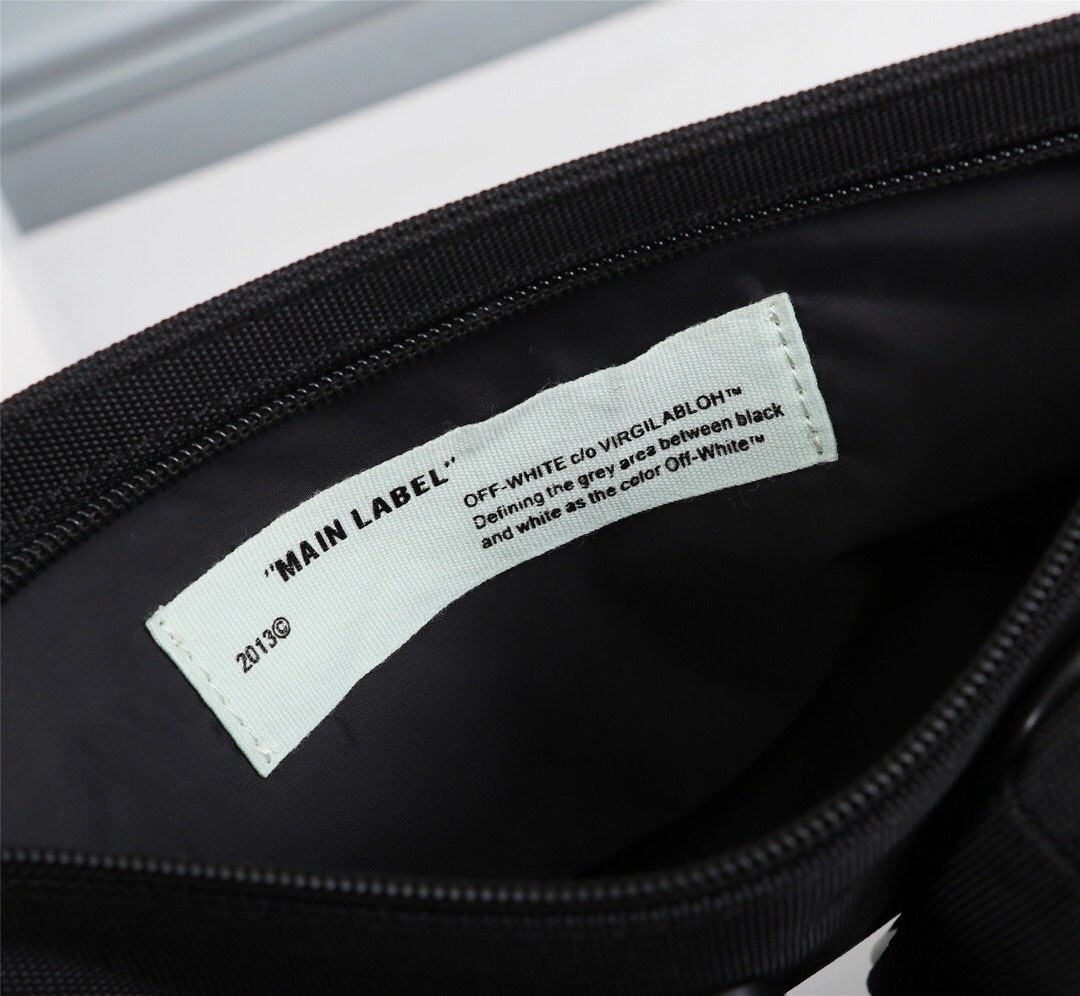 "MAIN LABEL"
2013©
OFF-WHITE c/o VIRGILABLOH™
Defining the grey area between black
and white as the color Off-White™